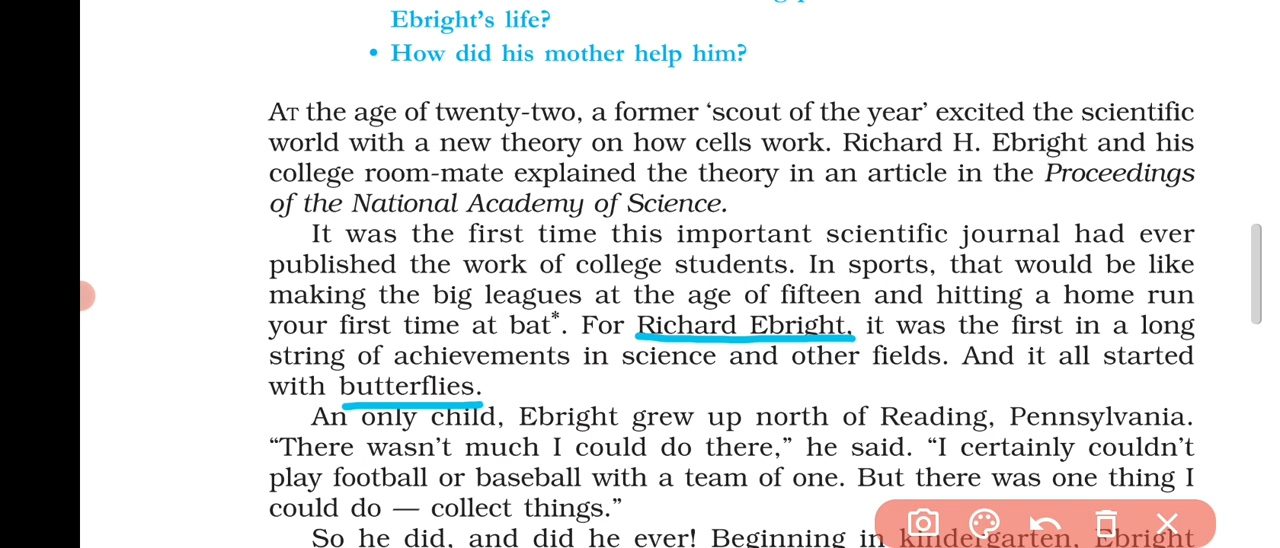 Ebright's life?
• How did his mother help him?
AT the age of twenty-two, a former ‘scout of the year’ excited the scientific
world with a new theory on how cells work. Richard H. Ebright and his
college room-mate explained the theory in an article in the Proceedings
of the National Academy of Science.
It was the first time this important scientific journal had ever
published the work of college students. In sports, that would be like
making the big leagues at the age of fifteen and hitting a home run
your first time at bat*. For Richard Ebright, it was the first in a long
string of achievements in science and other fields. And it all started
with butterflies.
An only child, Ebright grew up north of Reading, Pennsylvania.
“There wasn’t much I could do there,” he said. “I certainly couldn’t
play football or baseball with a team of one. But there was one thing I
could do — collect things.”
So he did, and did he ever! Beginning in kindergarten, Ebright